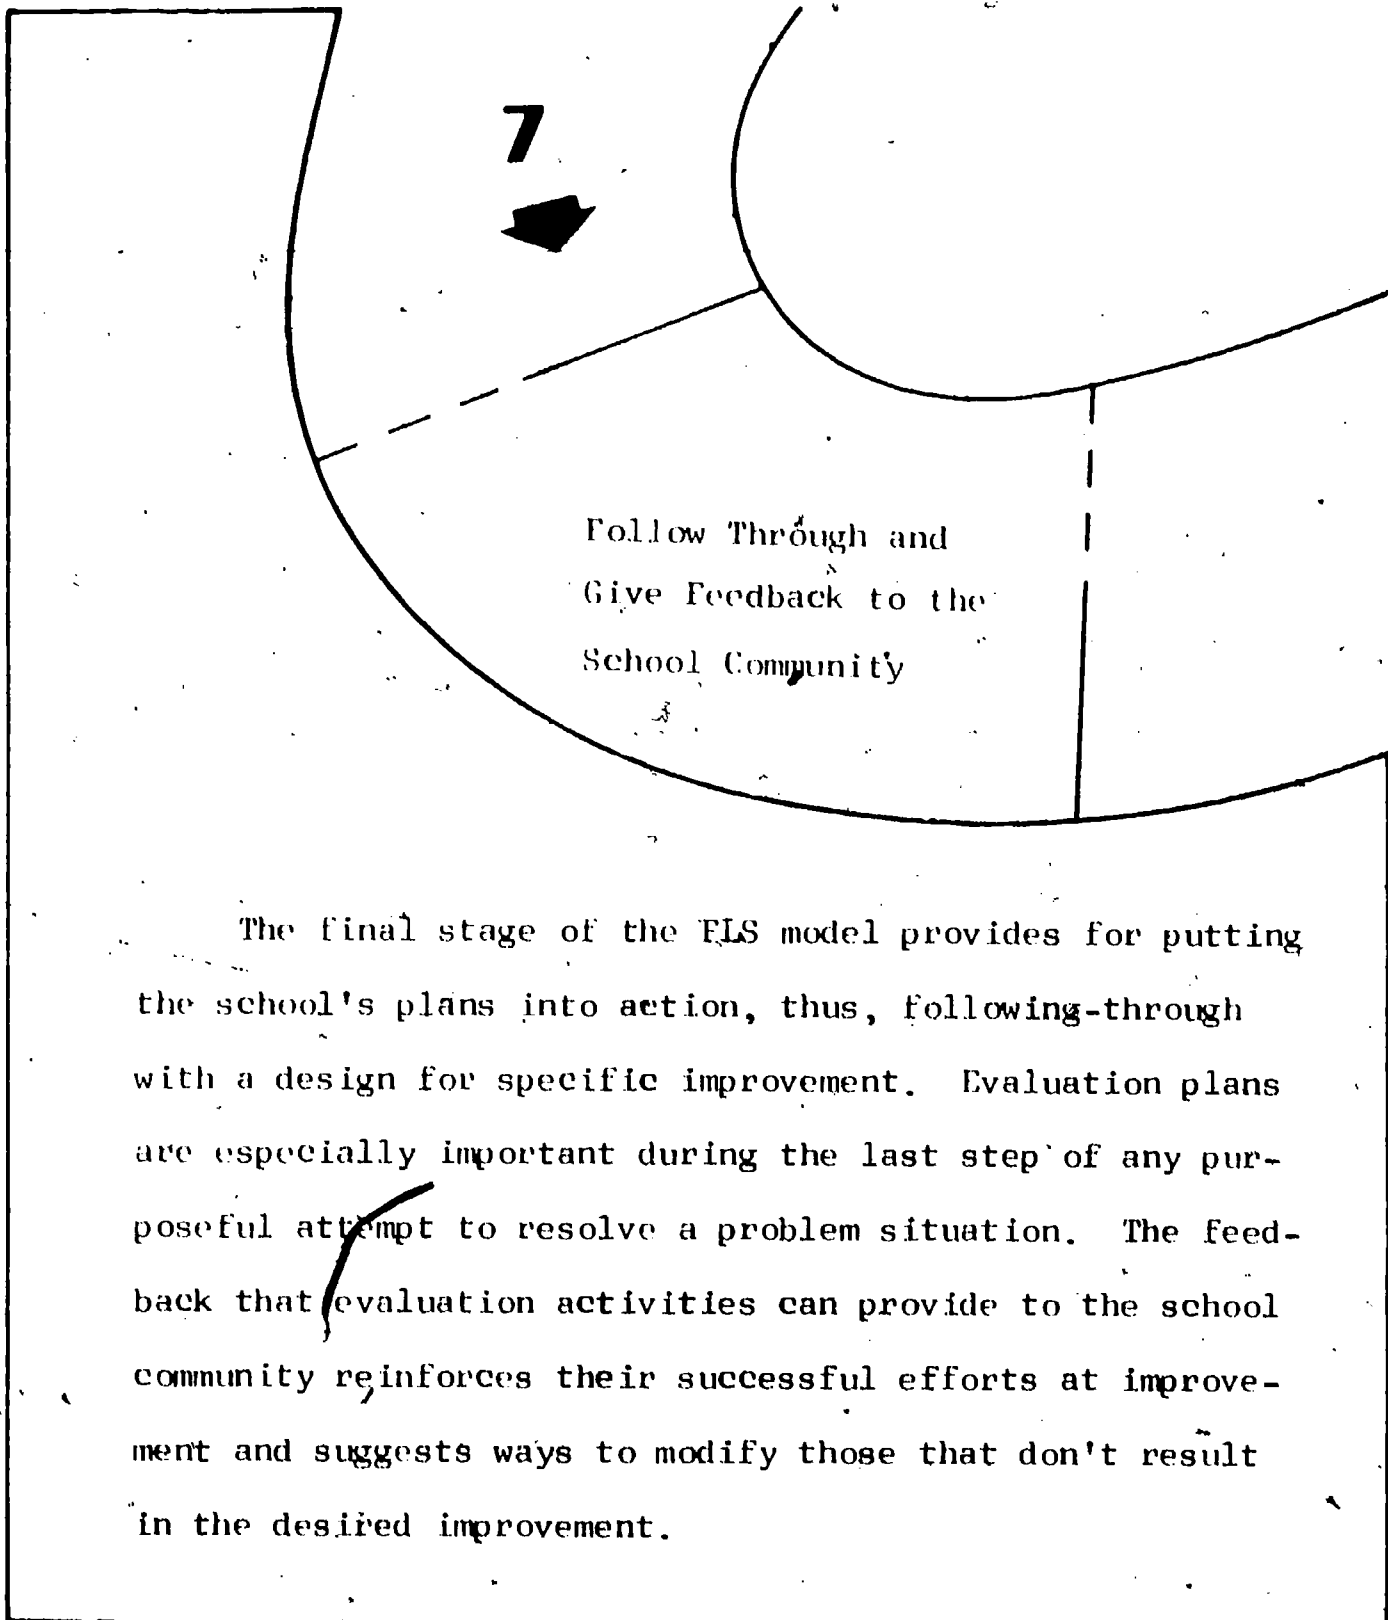 7
Follow Through and
Give Feedback to the
School Community
The final stage of the FLS model provides for putting
the school's plans into action, thus, following-through
with a design for specific improvement. Evaluation plans
are especially important during the last step of any pur-
poseful attempt to resolve a problem situation. The feed-
back that evaluation activities can provide to the school
community reinforces their successful efforts at improve-
ment and suggests ways to modify those that don't result
in the desired improvement.